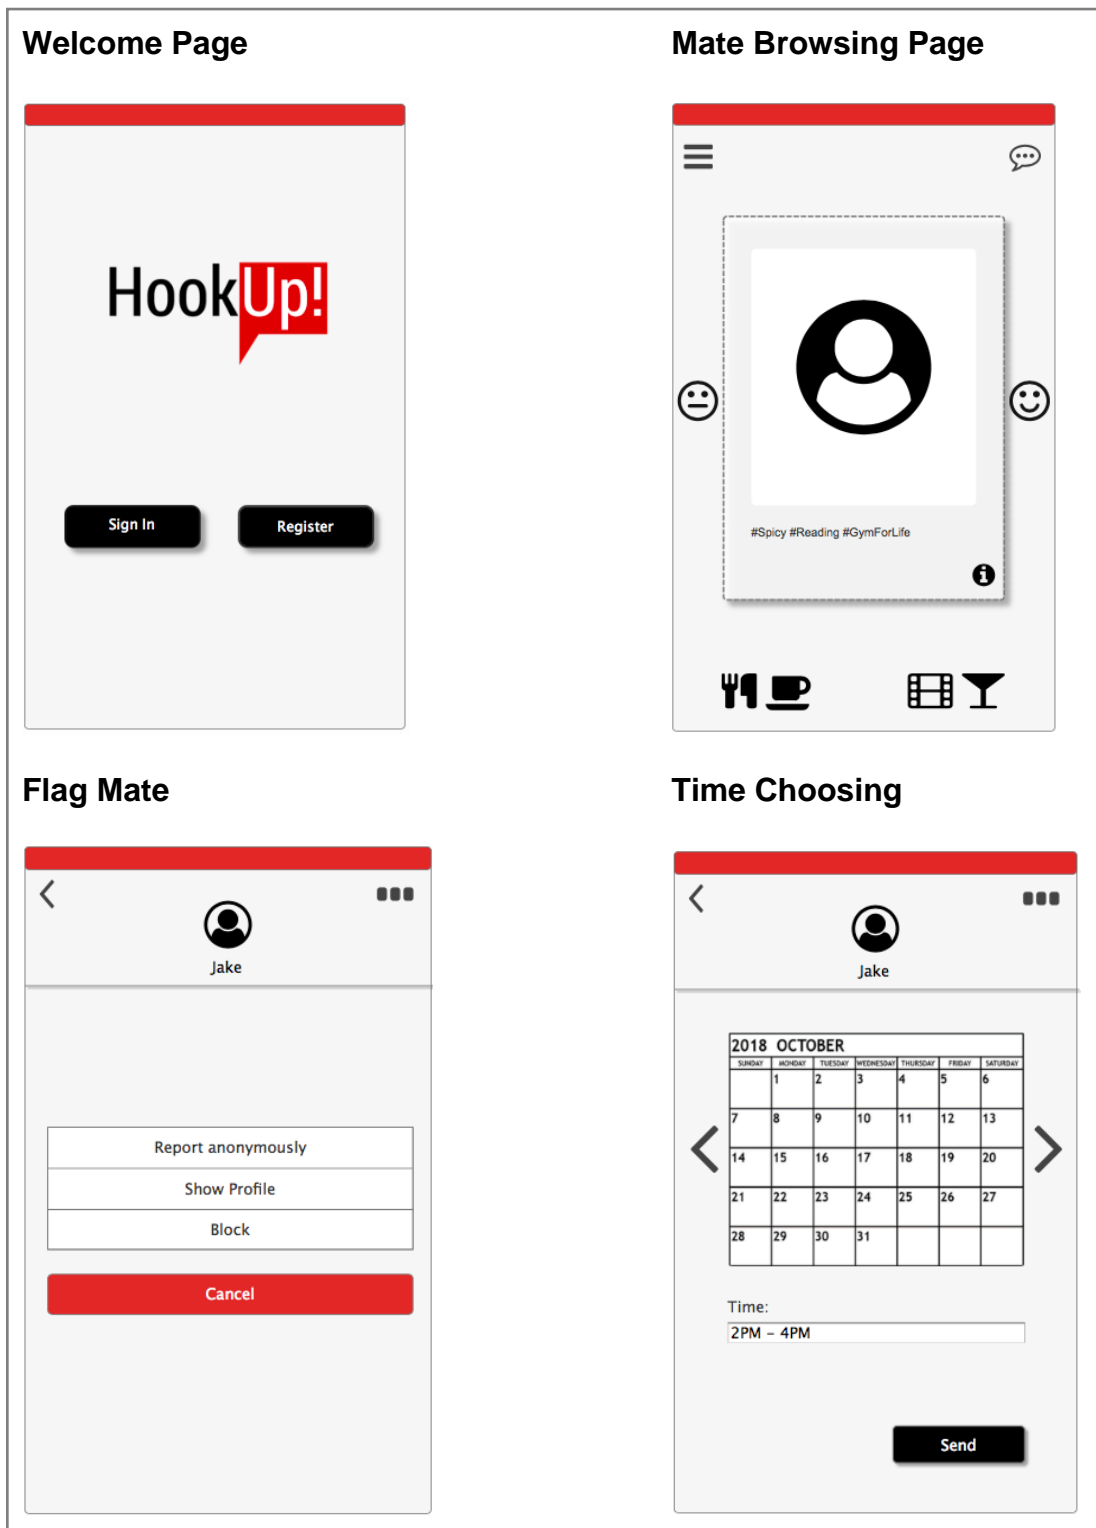 Welcome Page
Mate Browsing Page
HookUp!
Sign In
Register
#Spicy #Reading #GymForLife
Flag Mate
Time Choosing
Jake
Report anonymously
Show Profile
Block
Cancel
Jake
2018 OCTOBER
SUNDAY MONDAY TUESDAY WEDNESDAY THURSDAY FRIDAY SATURDAY
1 2 3 4 5 6
7 8 9 10 11 12 13
14 15 16 17 18 19 20
21 22 23 24 25 26 27
28 29 30 31
Time:
2PM – 4PM
Send